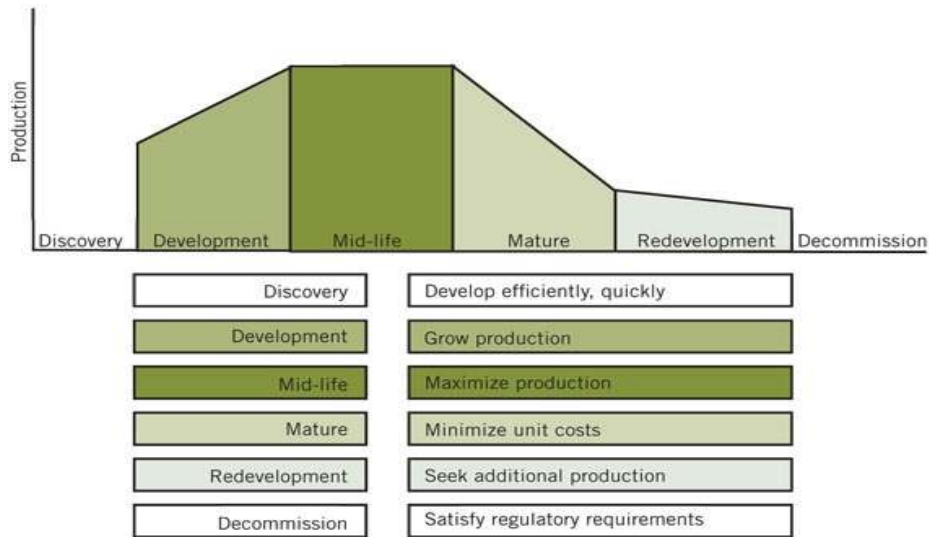 Production
Discovery Development Mid-life Mature Redevelopment Decommission
Discovery Develop efficiently, quickly
Development Grow production
Mid-life Maximize production
Mature Minimize unit costs
Redevelopment Seek additional production
Decommission Satisfy regulatory requirements